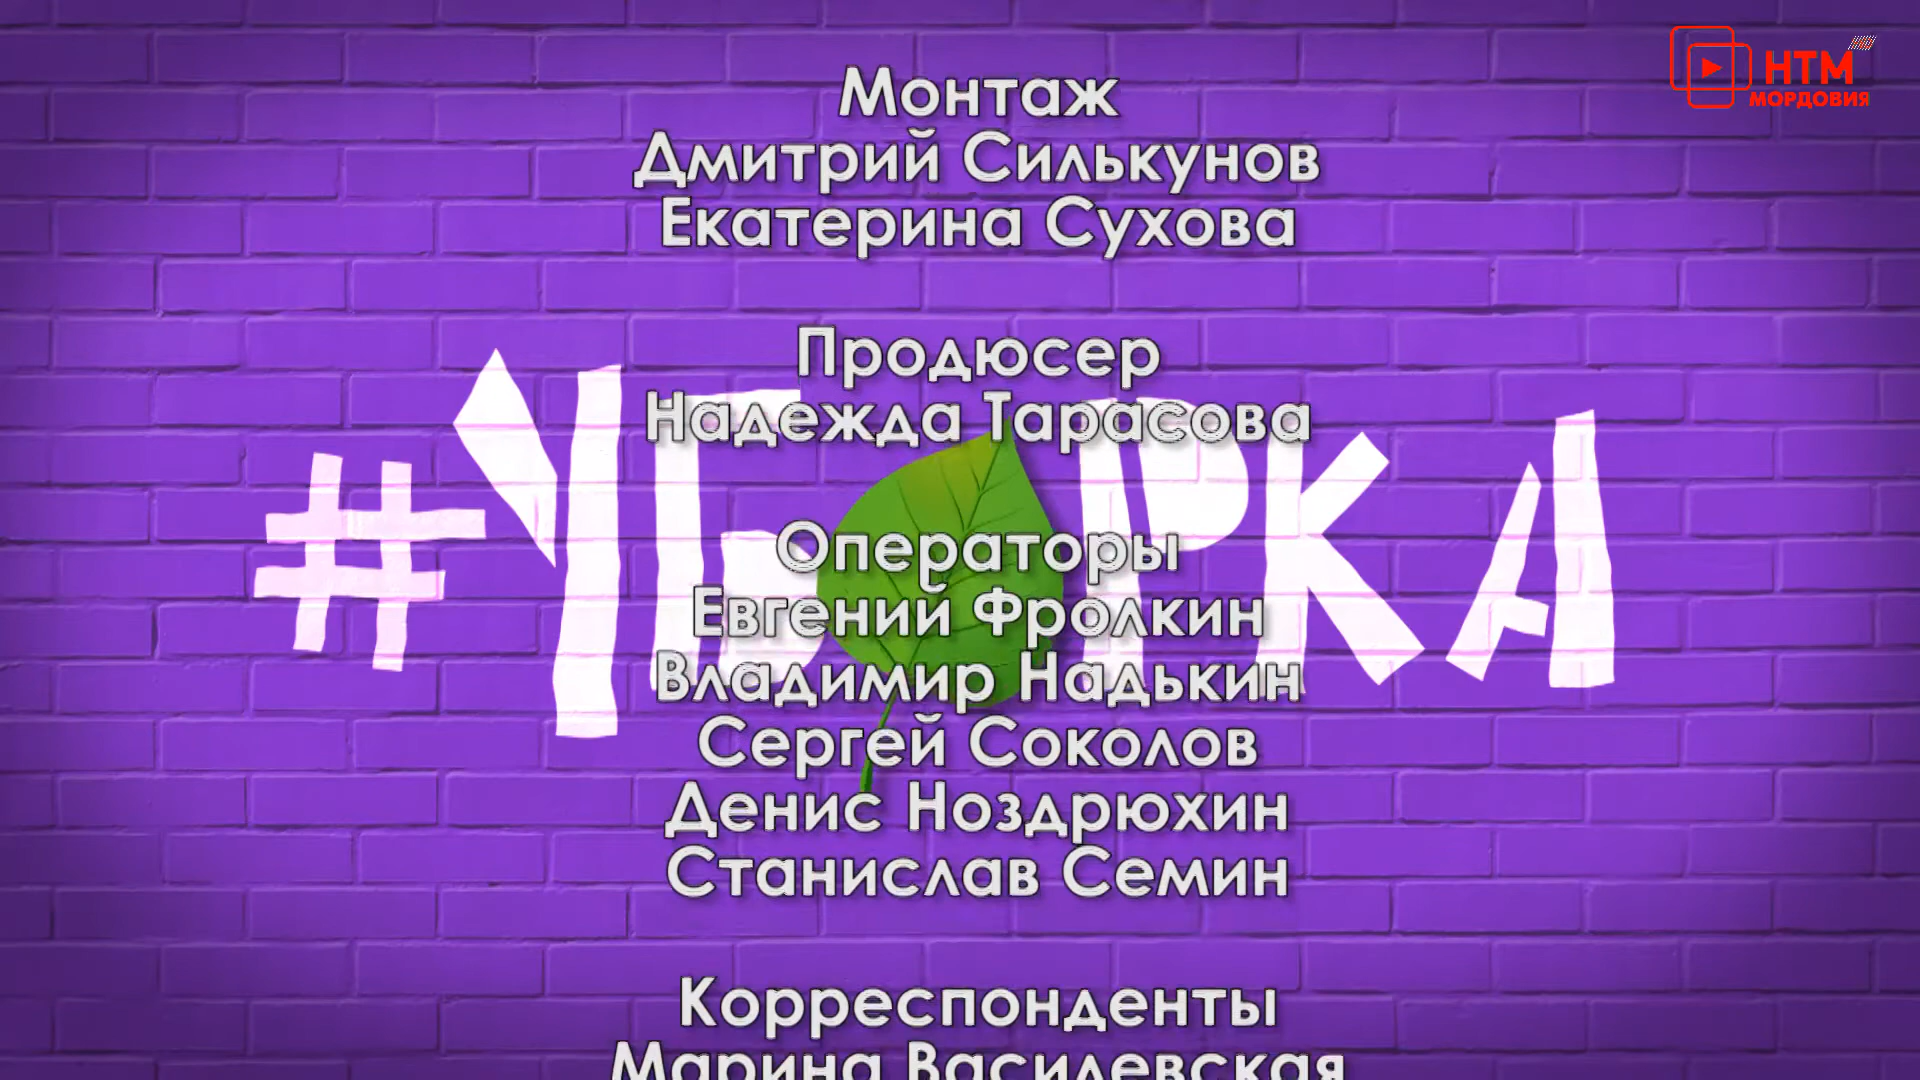 НТМ
МОРДОВИЯ
Монтаж
Дмитрий Силькунов
Екатерина Сухова
Продюсер
Надежда Тарасова
#УБОРКА
Операторы
Евгений Фролкин
Владимир Надькин
Сергей Соколов
Денис Ноздрюхин
Станислав Семин
Корреспонденты
Марина Василевская